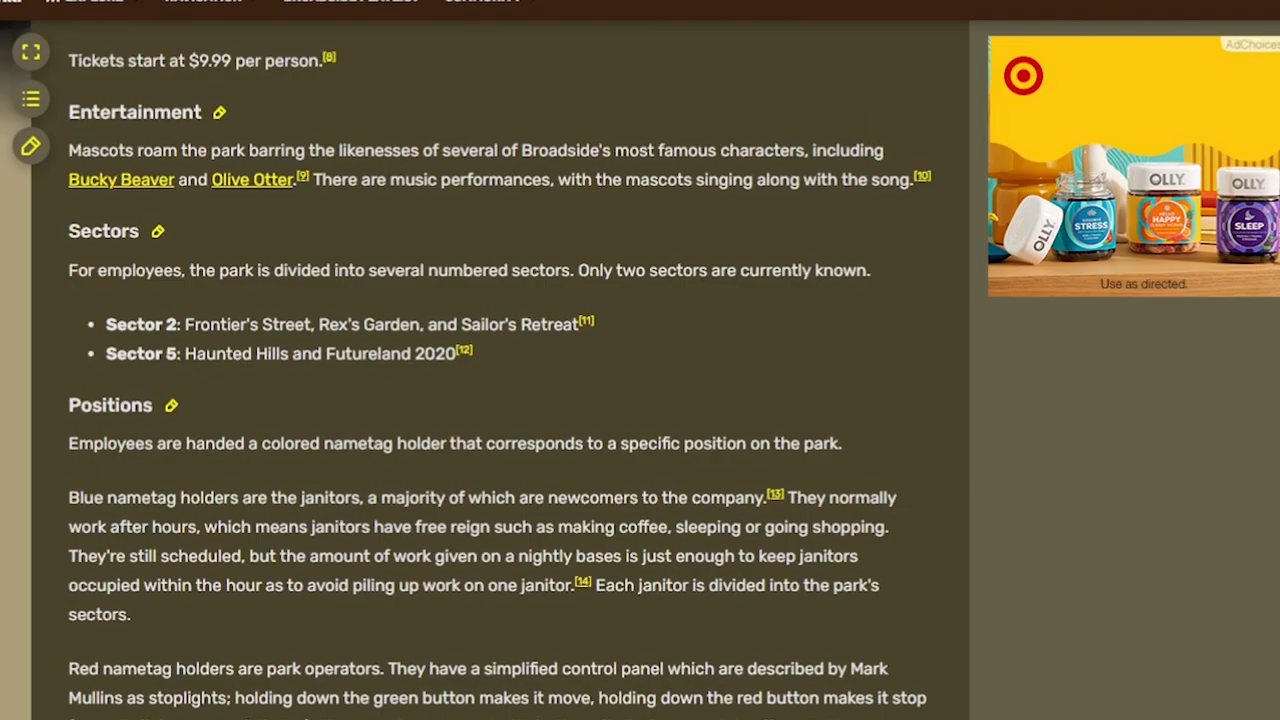 Tickets start at $9.99 per person.[8]
AdChoices
Entertainment
Mascots roam the park barring the likenesses of several of Broadside's most famous characters, including
Bucky Beaver and Olive Otter.[9] There are music performances, with the mascots singing along with the song.[10]
OLLY.
OLLY.
OLLY.
STRESS
HAPPY
SLEEP
Use as directed.
Sectors
For employees, the park is divided into several numbered sectors. Only two sectors are currently known.
• Sector 2: Frontier's Street, Rex's Garden, and Sailor's Retreat[11]
• Sector 5: Haunted Hills and Futureland 2020[12]
Positions
Employees are handed a colored nametag holder that corresponds to a specific position on the park.
Blue nametag holders are the janitors, a majority of which are newcomers to the company.[13] They normally
work after hours, which means janitors have free reign such as making coffee, sleeping or going shopping.
They're still scheduled, but the amount of work given on a nightly bases is just enough to keep janitors
occupied within the hour as to avoid piling up work on one janitor.[14] Each janitor is divided into the park's
sectors.
Red nametag holders are park operators. They have a simplified control panel which are described by Mark
Mullins as stoplights; holding down the green button makes it move, holding down the red button makes it stop